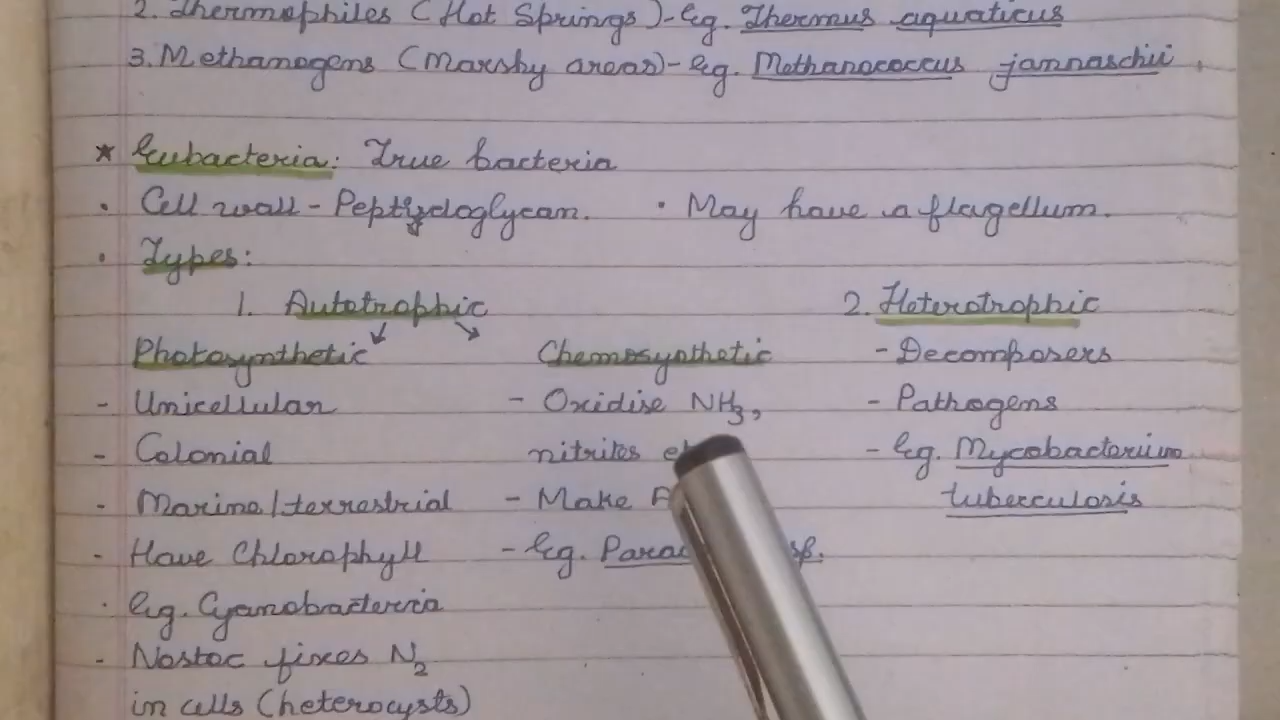 2. Thermophiles (Hot Springs)-Eg. Thermus aquaticus
3. Methanogens (Marshy areas)-Eg. Methanococcus jannaschii
* Eubacteria: True bacteria
• Cell wall - Peptidoglycan. • May have a flagellum.
• Types:
1. Autotrophic 2. Heterotrophic
Photosynthetic Chemosynthetic - Decomposers
- Unicellular - Oxidise NH3, - Pathogens
- Colonial nitrites - Eg. Mycobacterium
- Marine/terrestrial - Make tuberculosis
- Have Chlorophyll - Eg. sp.
• Eg. Cyanobacteria
- Nostoc fixes N2
in cells (heterocysts)